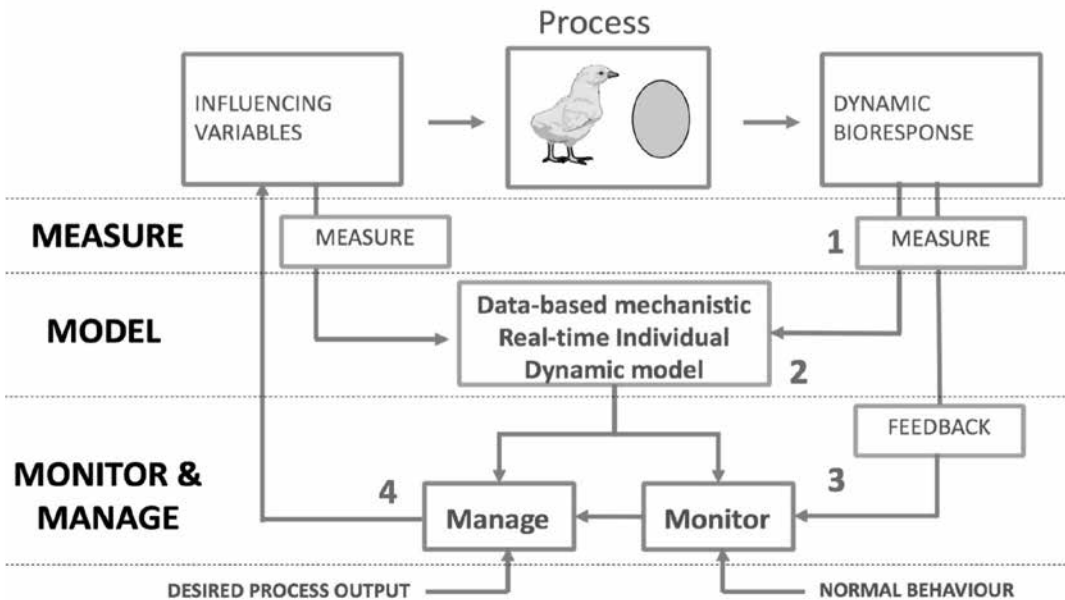 Process
INFLUENCING
VARIABLES
DYNAMIC
BIORESPONSE
MEASURE
MEASURE
1
MEASURE
MODEL
Data-based mechanistic
Real-time Individual
Dynamic model
2
FEEDBACK
MONITOR &
MANAGE
4
Manage
Monitor
3
DESIRED PROCESS OUTPUT
NORMAL BEHAVIOUR